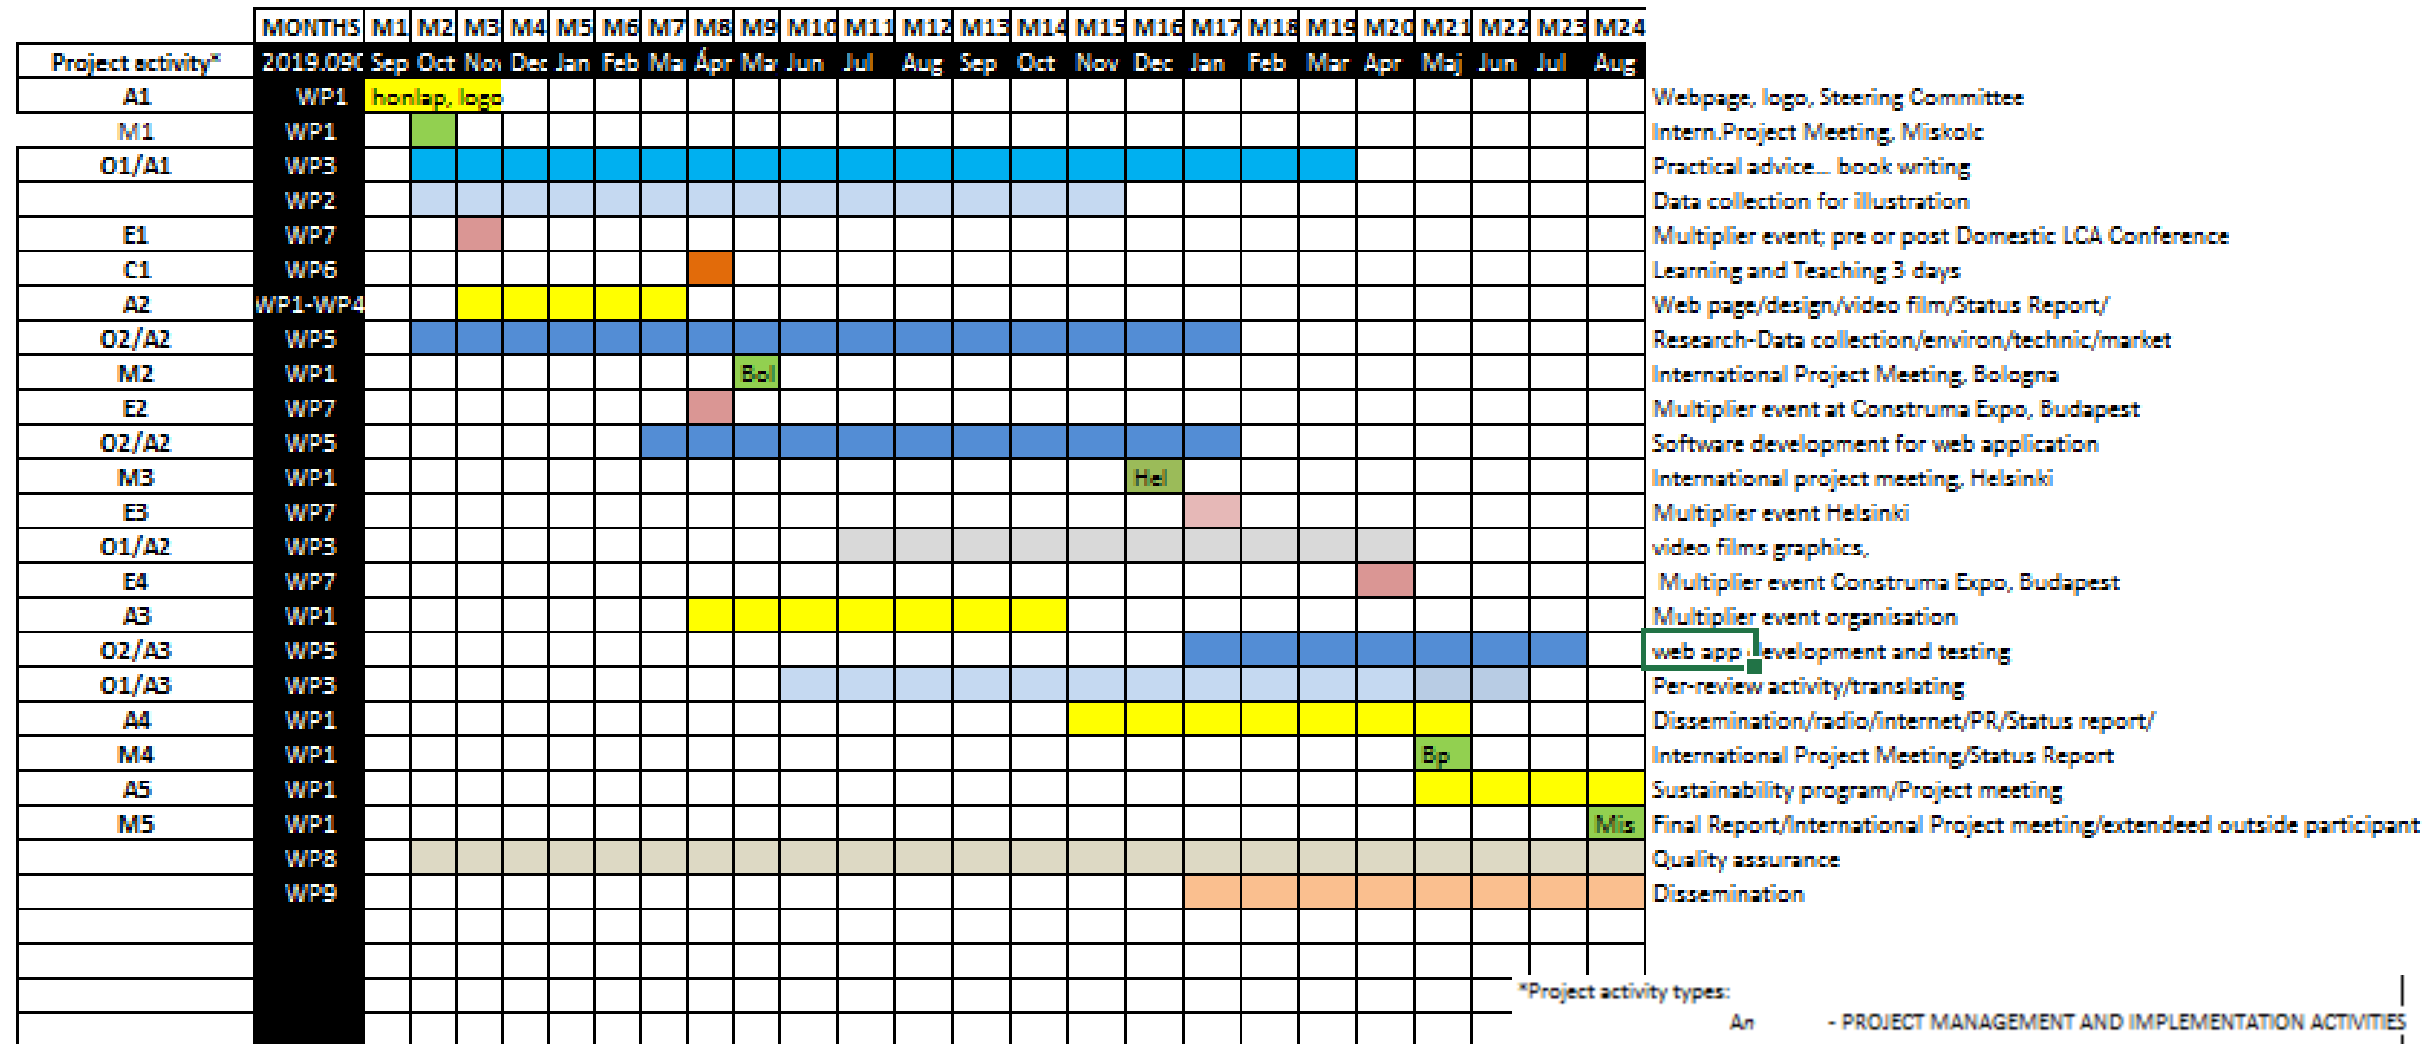 MONTHS M1 M2 M3 M4 M5 M6 M7 M8 M9 M10 M11 M12 M13 M14 M15 M16 M17 M18 M19 M20 M21 M22 M23 M24
Project activity* 2019.090 Sep Oct Nov Dec Jan Feb Ma Ápr Ma Jun Jul Aug Sep Oct Nov Dec Jan Feb Mar Apr Maj Jun Jul Aug
A1 WP1 honlap, logo Webpage, logo, Steering Committee
M1 WP1 Intern.Project Meeting, Miskolc
O1/A1 WP3 Practical advice... book writing
WP2 Data collection for illustration
E1 WP7 Multiplier event; pre or post Domestic LCA Conference
C1 WP6 Learning and Teaching 3 days
A2 WP1-WP4 Web page/design/video film/Status Report/
O2/A2 WP5 Research-Data collection/environ/technic/market
M2 WP1 Bol International Project Meeting, Bologna
E2 WP7 Multiplier event at Construma Expo, Budapest
O2/A2 WP5 Software development for web application
M3 WP1 Hel International project meeting, Helsinki
E3 WP7 Multiplier event Helsinki
O1/A2 WP3 video films graphics,
E4 WP7 Multiplier event Construma Expo, Budapest
A3 WP1 Multiplier event organisation
O2/A3 WP5 web app development and testing
O1/A3 WP3 Per-review activity/translating
A4 WP1 Dissemination/radio/internet/PR/Status report/
M4 WP1 Bp International Project Meeting/Status Report
A5 WP1 Sustainability program/Project meeting
M5 WP1 Mis Final Report/International Project meeting/extendeed outside participant
WP8 Quality assurance
WP9 Dissemination
*Project activity types:
An - PROJECT MANAGEMENT AND IMPLEMENTATION ACTIVITIES